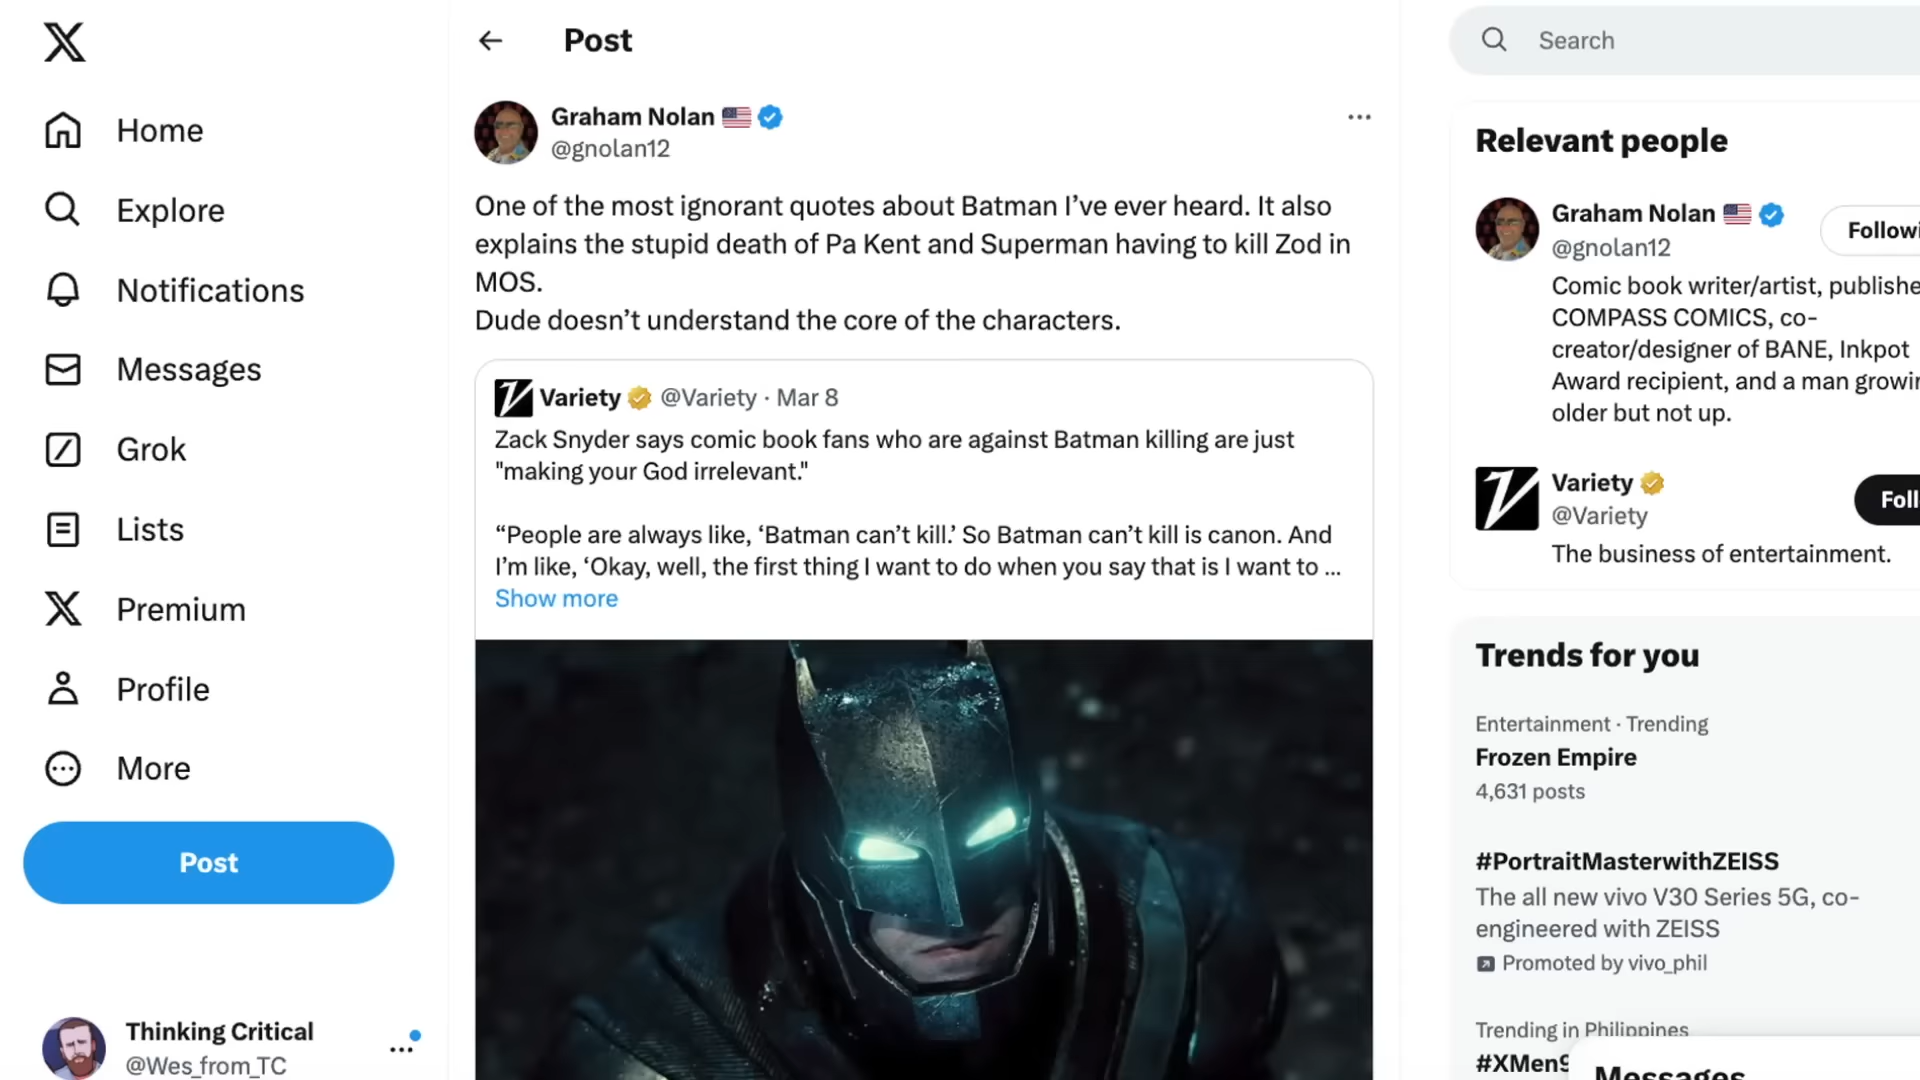 Home
Explore
Notifications
Messages
Grok
Lists
Premium
Profile
More
Post
Thinking Critical
@Wes_from_TC
Post
Graham Nolan
@gnolan12
One of the most ignorant quotes about Batman I’ve ever heard. It also
explains the stupid death of Pa Kent and Superman having to kill Zod in
MOS.
Dude doesn’t understand the core of the characters.
Variety @Variety · Mar 8
Zack Snyder says comic book fans who are against Batman killing are just
"making your God irrelevant."
“People are always like, ‘Batman can’t kill.’ So Batman can’t kill is canon. And
I’m like, ‘Okay, well, the first thing I want to do when you say that is I want to ...
Show more
Search
Relevant people
Graham Nolan
@gnolan12
Followi
Comic book writer/artist, publishe
COMPASS COMICS, co-
creator/designer of BANE, Inkpot
Award recipient, and a man growin
older but not up.
Variety
@Variety
Foll
The business of entertainment.
Trends for you
Entertainment · Trending
Frozen Empire
4,631 posts
#PortraitMasterwithZEISS
The all new vivo V30 Series 5G, co-
engineered with ZEISS
Promoted by vivo_phil
Trending in Philippines
#XMen9
Messages